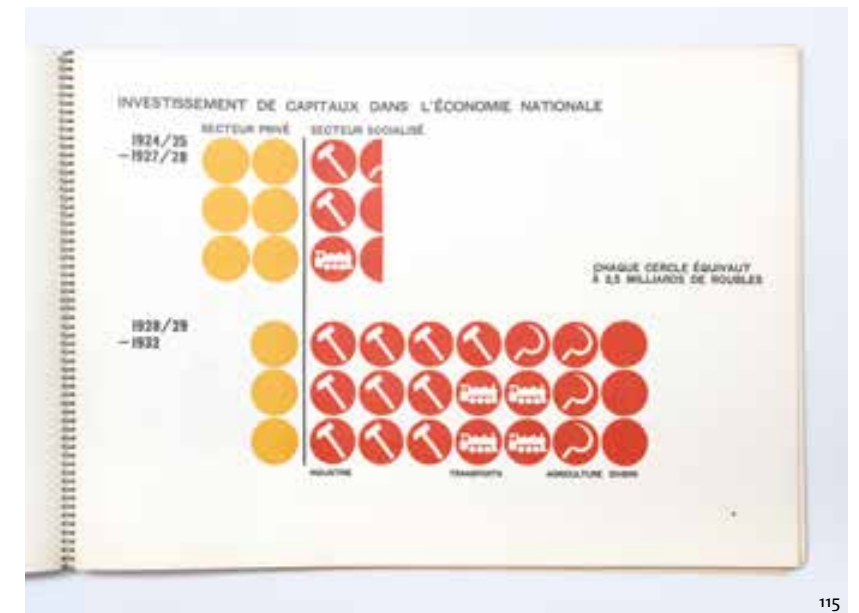 INVESTISSEMENT DE CAPITAUX DANS L'ÉCONOMIE NATIONALE
SECTEUR PRIVÉ
SECTEUR SOCIALISÉ
1924/25
–1927/28
CHAQUE CERCLE ÉQUIVAUT
À 2,5 MILLIARDS DE ROUBLES
1928/29
–1932
INDUSTRIE
TRANSPORTS
AGRICULTURE
DIVERS
115